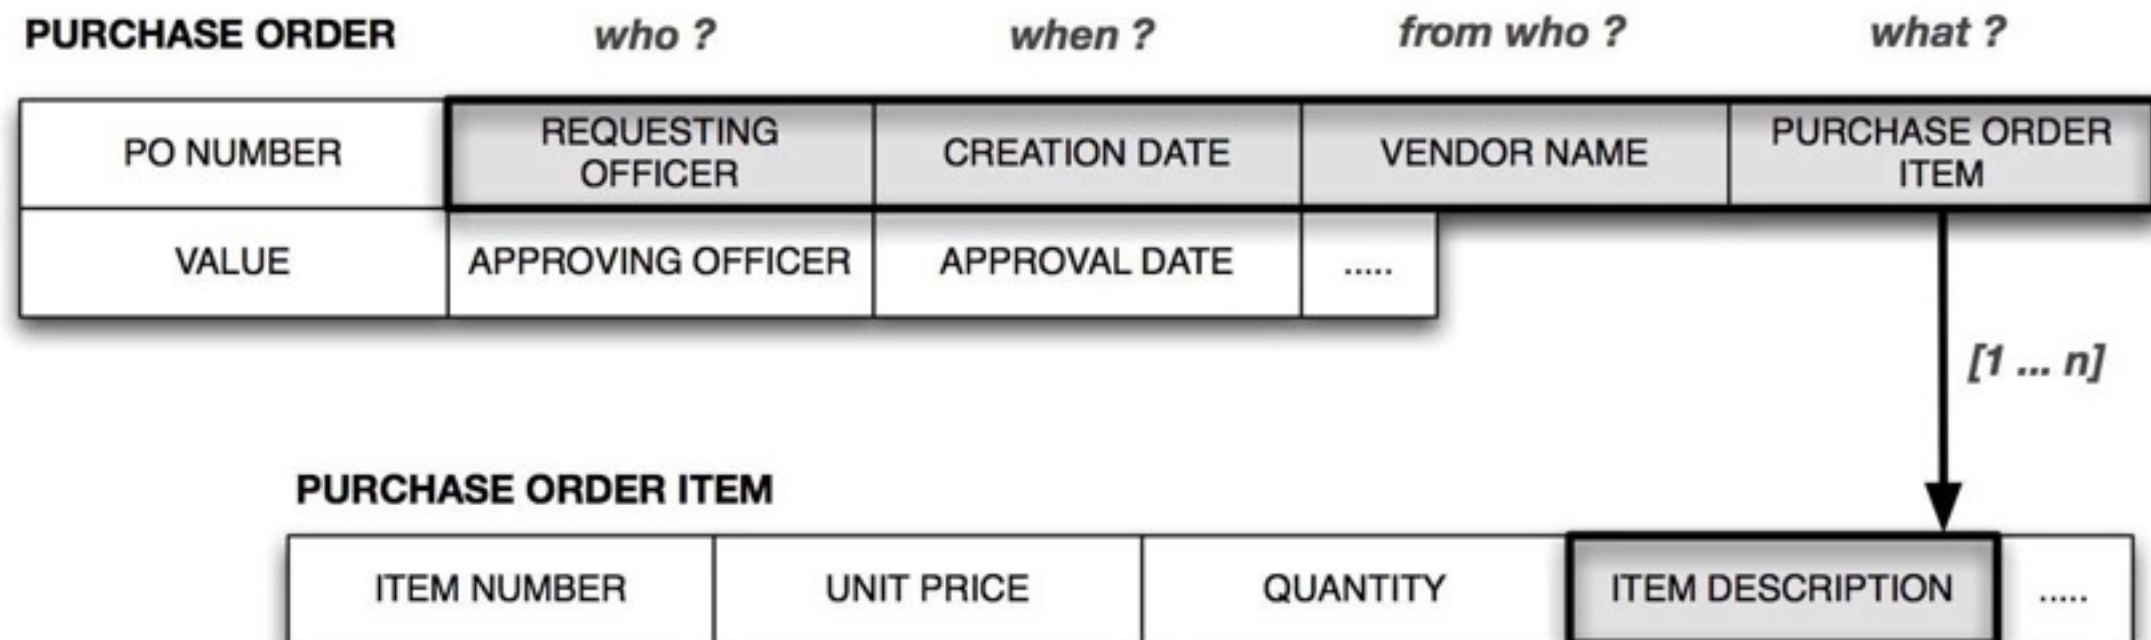 PURCHASE ORDER who ? when ? from who ? what ?
PO NUMBER REQUESTING OFFICER CREATION DATE VENDOR NAME PURCHASE ORDER ITEM
VALUE APPROVING OFFICER APPROVAL DATE .....
[1 ... n]
PURCHASE ORDER ITEM
ITEM NUMBER UNIT PRICE QUANTITY ITEM DESCRIPTION .....